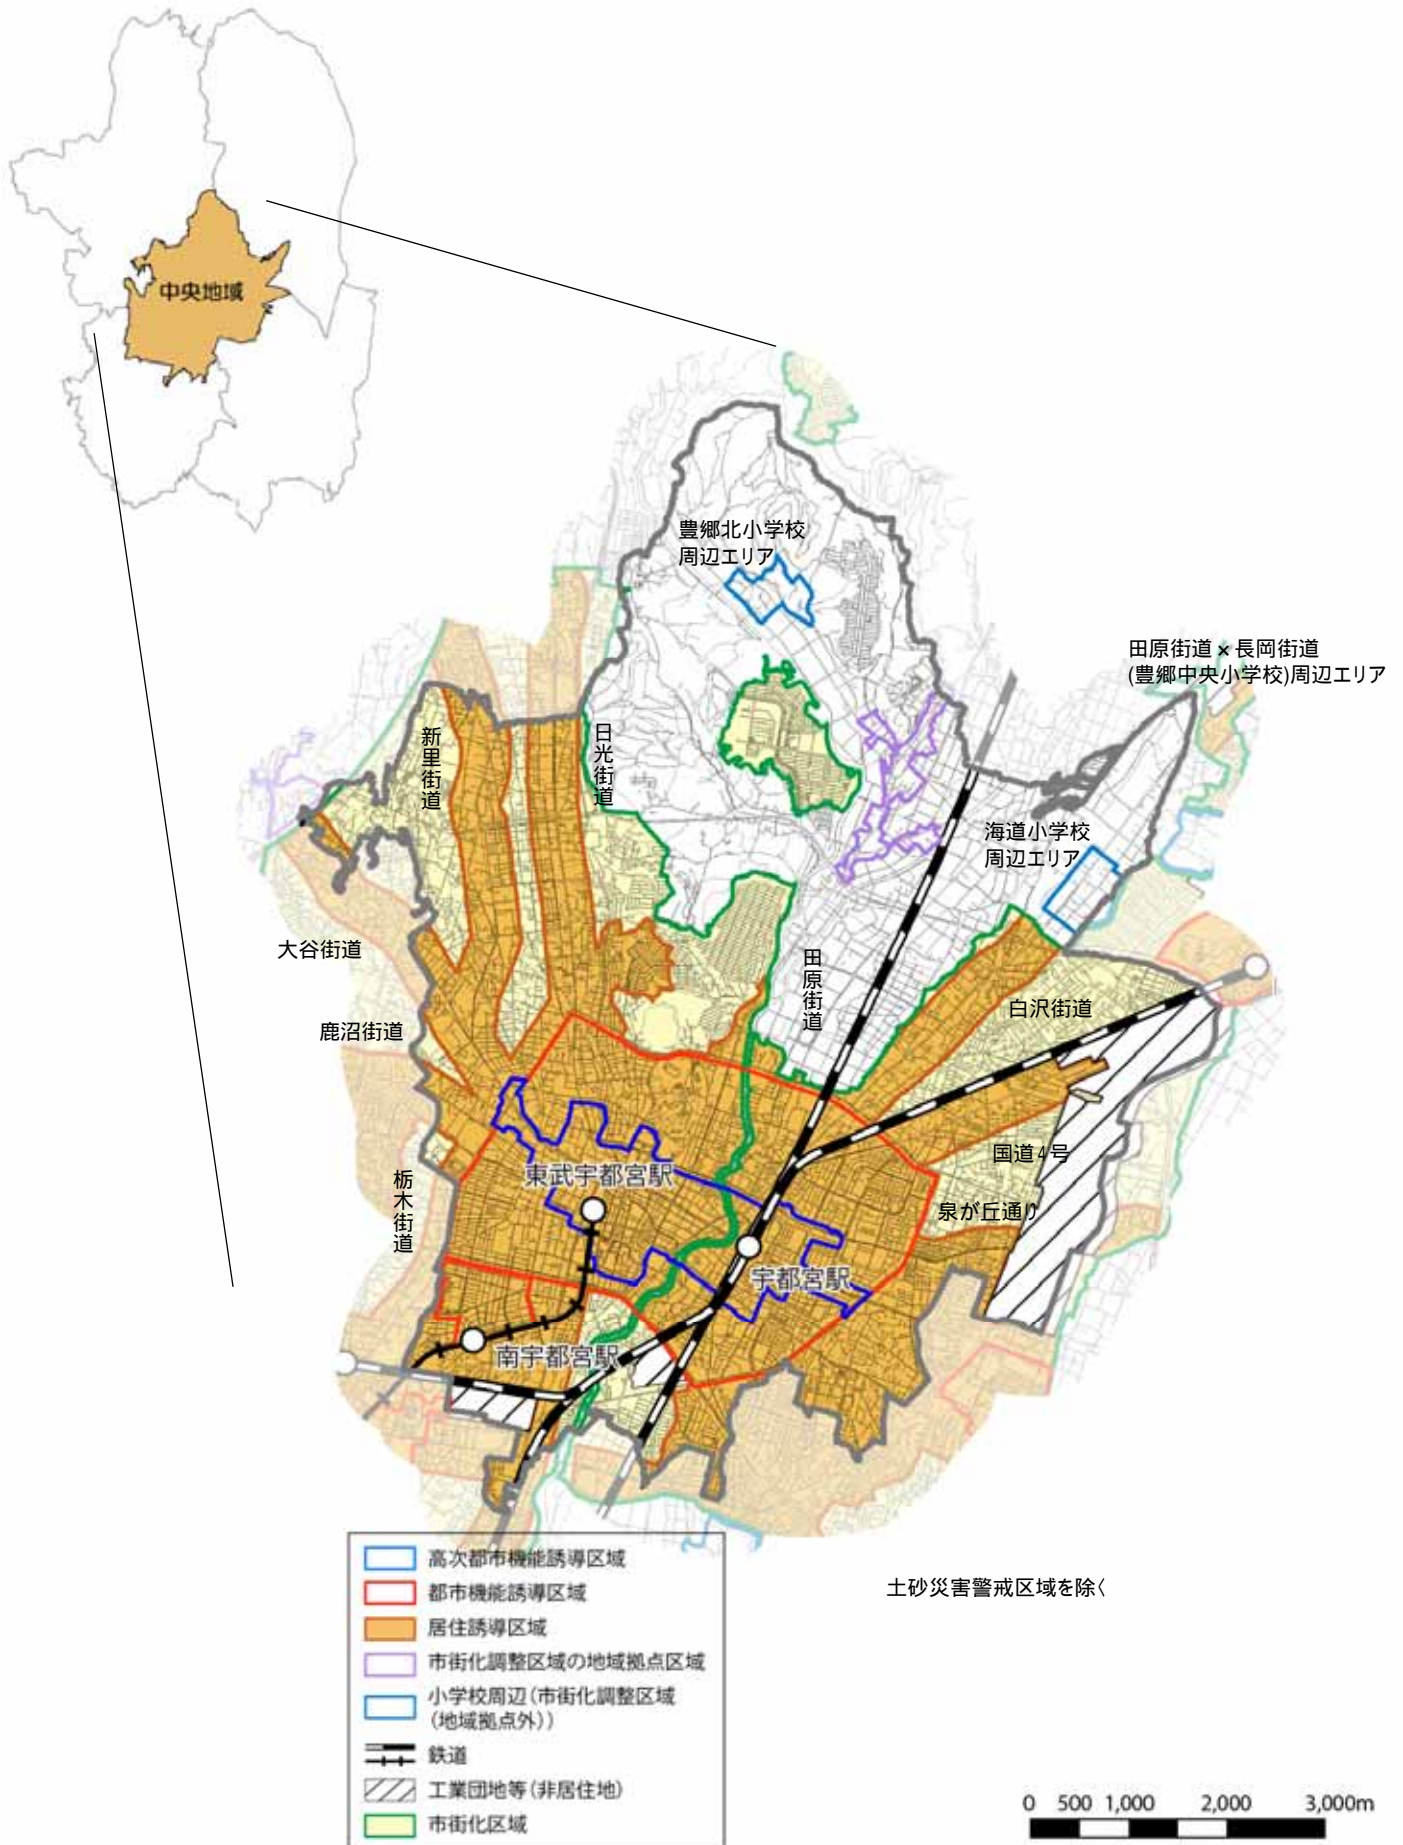 中央地域
豊郷北小学校
周辺エリア
田原街道×長岡街道
(豊郷中央小学校)周辺エリア
新里街道
日光街道
海道小学校
周辺エリア
大谷街道
田原街道
白沢街道
鹿沼街道
国道4号
東武宇都宮駅
栃木街道
泉が丘通り
宇都宮駅
南宇都宮駅
高次都市機能誘導区域
都市機能誘導区域
居住誘導区域
市街化調整区域の地域拠点区域
小学校周辺(市街化調整区域
(地域拠点外))
鉄道
工業団地等(非居住地)
市街化区域
土砂災害警戒区域を除く
0 500 1,000 2,000 3,000m